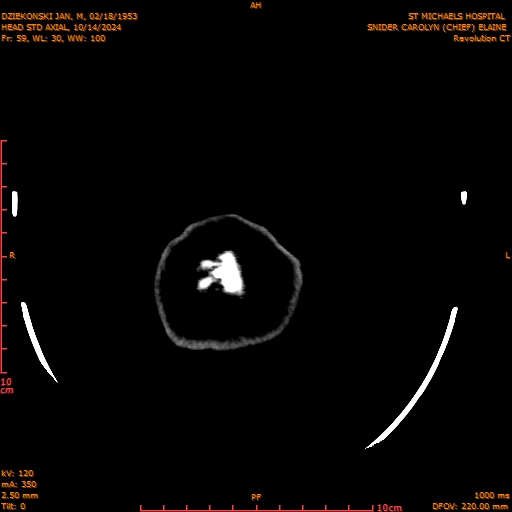 AH
DZIEKONSKI JAN, M, 02/18/1953
HEAD STD AXIAL, 10/14/2024
Fr: 59, WL: 30, WW: 100
ST MICHAELS HOSPITAL
SNIDER CAROLYN (CHIEF) ELAINE
Revolution CT
R
L
10
cm
kV: 120
mA: 350
2.50 mm
Tilt: 0
PF
10cm
1000 ms
DFOV: 220.00 mm